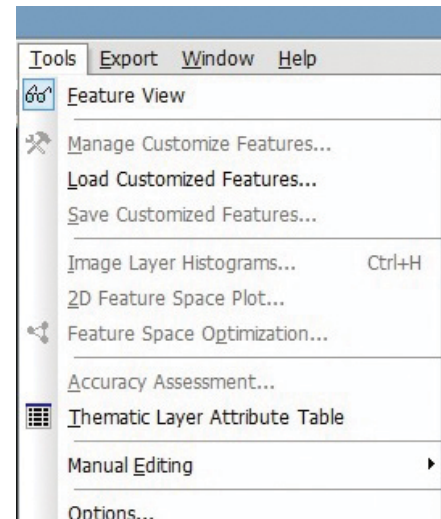 Tools Export Window Help
Feature View
Manage Customize Features...
Load Customized Features...
Save Customized Features...
Image Layer Histograms... Ctrl+H
2D Feature Space Plot...
Feature Space Optimization...
Accuracy Assessment...
Thematic Layer Attribute Table
Manual Editing
Options...